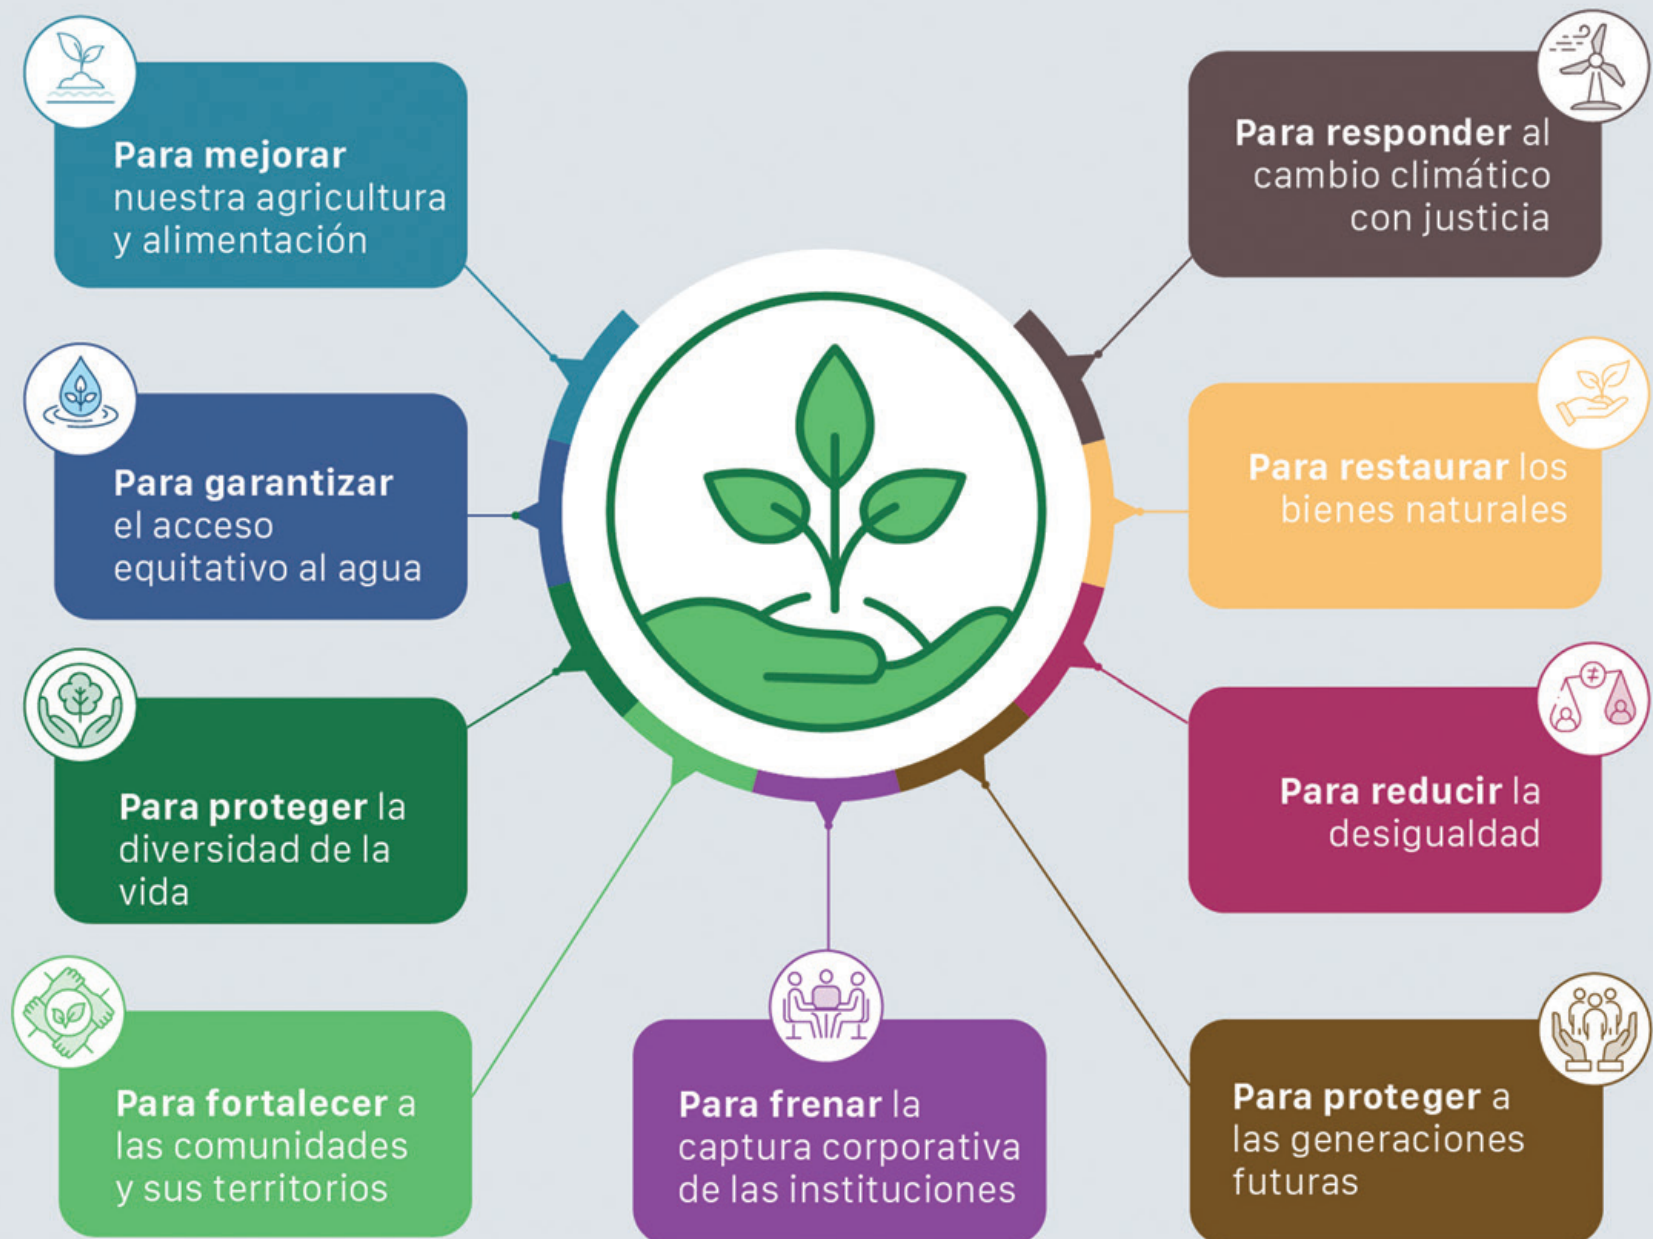 Para mejorar
nuestra agricultura
y alimentación
Para garantizar
el acceso
equitativo al agua
Para proteger la
diversidad de la
vida
Para fortalecer a
las comunidades
y sus territorios
Para frenar la
captura corporativa
de las instituciones
Para proteger a
las generaciones
futuras
Para reducir la
desigualdad
Para restaurar los
bienes naturales
Para responder al
cambio climático
con justicia